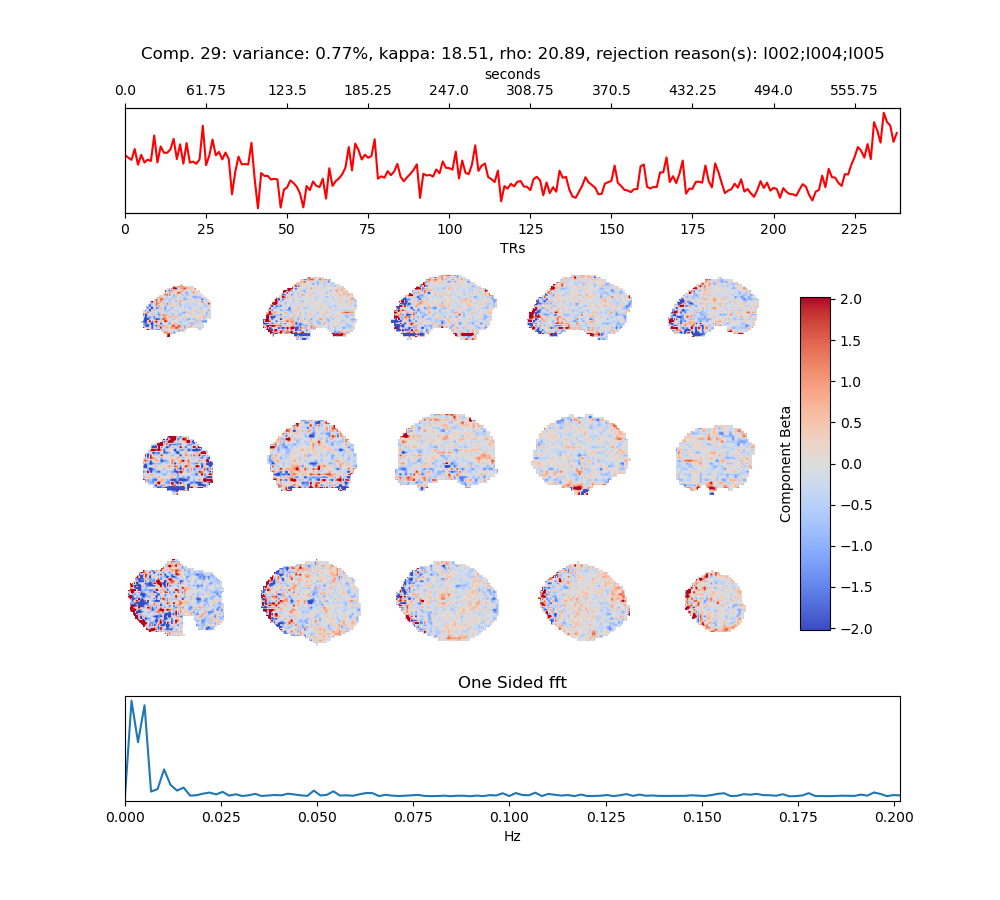 Comp. 29: variance: 0.77%, kappa: 18.51, rho: 20.89, rejection reason(s): I002;I004;I005
seconds
0.0 61.75 123.5 185.25 247.0 308.75 370.5 432.25 494.0 555.75
0 25 50 75 100 125 150 175 200 225
TRs
Component Beta
2.0
1.5
1.0
0.5
0.0
−0.5
−1.0
−1.5
−2.0
One Sided fft
0.000 0.025 0.050 0.075 0.100 0.125 0.150 0.175 0.200
Hz